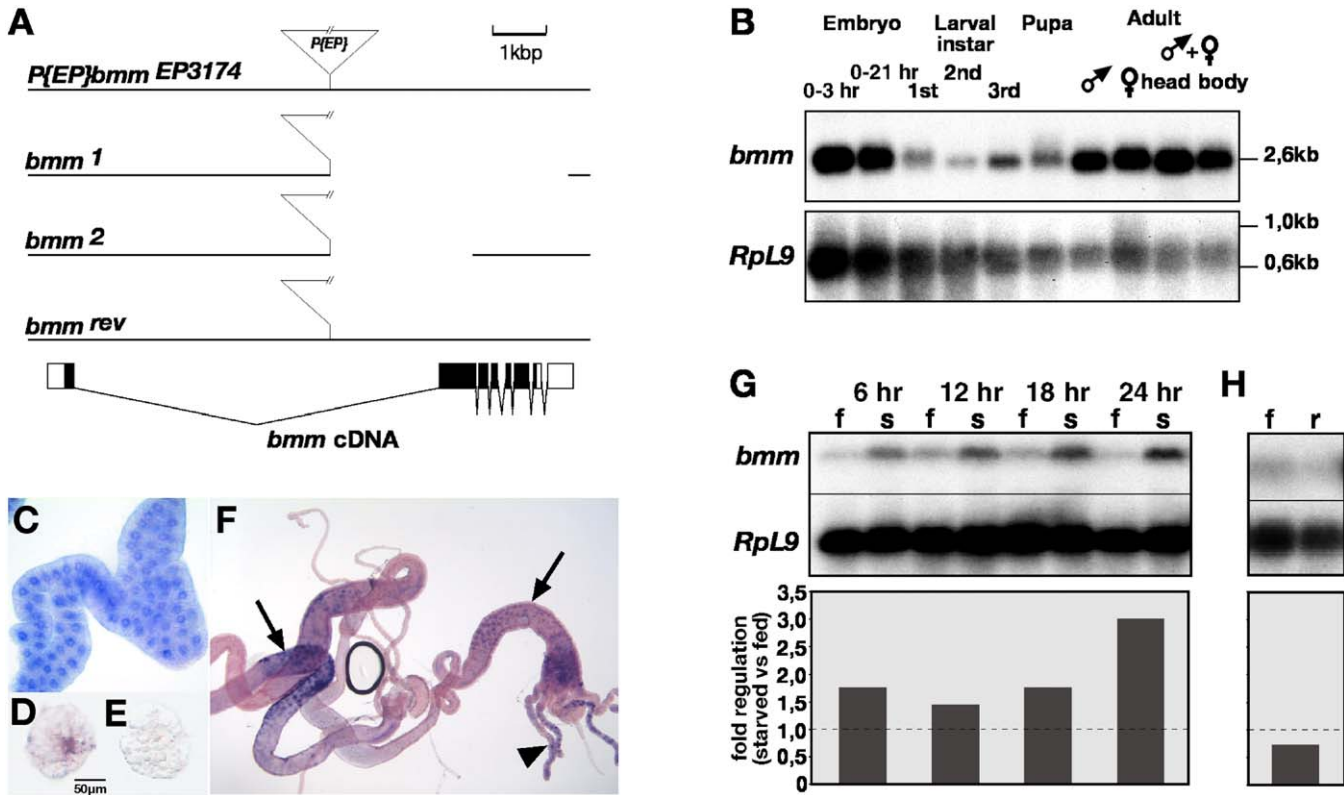 A
P{EP}
1kbp
P{EP}bmm EP3174
bmm 1
bmm 2
bmm rev
bmm cDNA
B
Embryo Larval instar Pupa Adult
♂+♀
0-3 hr 0-21 hr 1st 2nd 3rd ♂ ♀ head body
bmm
2,6kb
RpL9
1,0kb
0,6kb
C
D
E
50µm
F
G
6 hr 12 hr 18 hr 24 hr
f s f s f s f s
bmm
RpL9
fold regulation
(starved vs fed)
3,5
3,0
2,5
2,0
1,5
1,0
0,5
0
H
f r